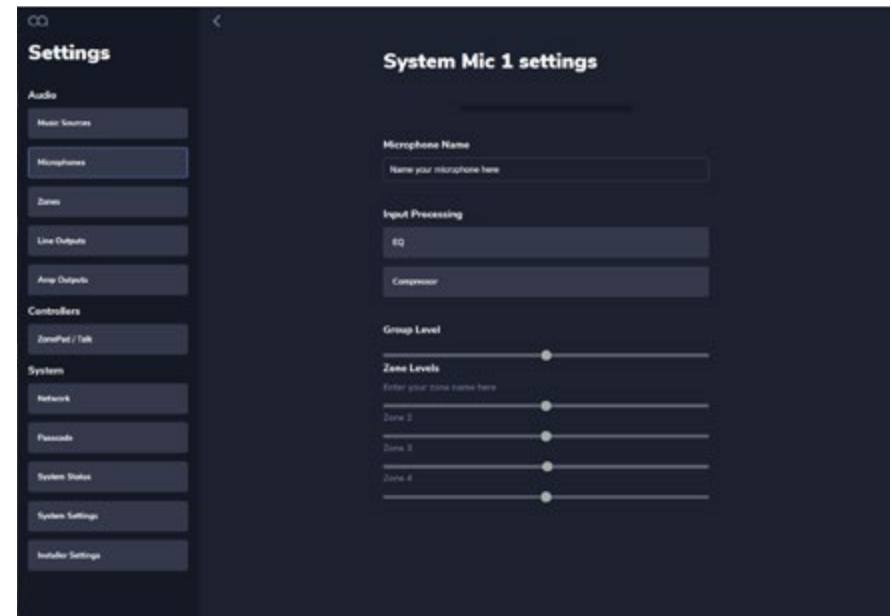 Settings
Audio
Music Sources
Microphones
Zones
Line Outputs
Amp Outputs
Controllers
ZonePad / Talk
System
Network
Passcode
System Status
System Settings
Installer Settings
System Mic 1 settings
Microphone Name
Name your microphone here
Input Processing
EQ
Compressor
Group Level
Zone Levels
Enter your zone name here
Zone 2
Zone 3
Zone 4